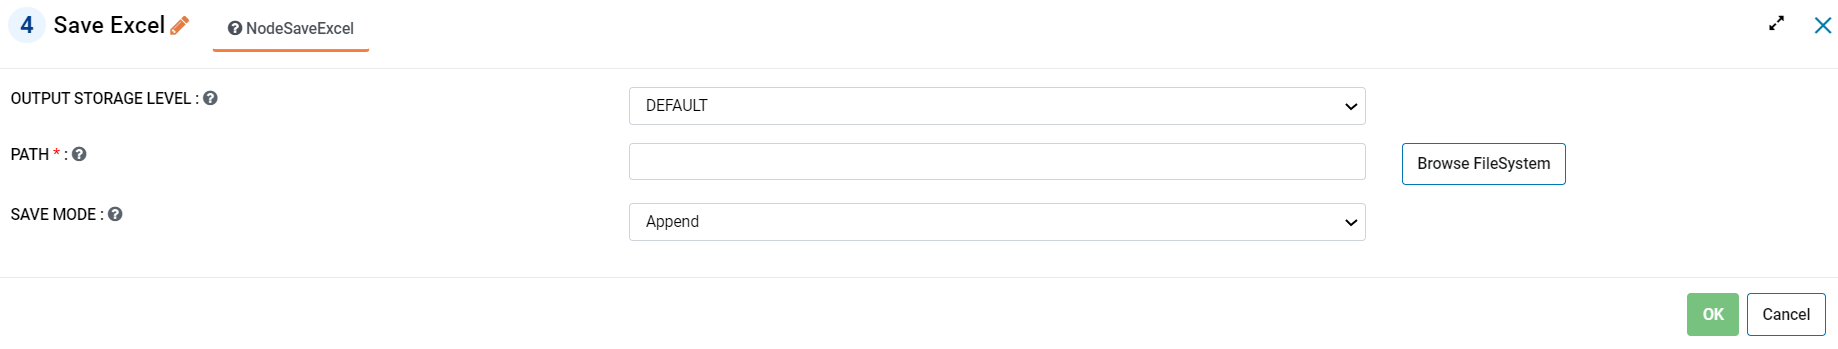 4 Save Excel NodeSaveExcel
OUTPUT STORAGE LEVEL : DEFAULT
PATH * : Browse FileSystem
SAVE MODE : Append
OK Cancel